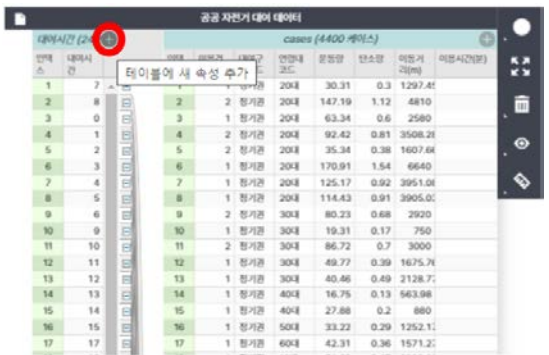 공공 자전거 대여 데이터
대여시간 (24
cases (4400 케이스)
테이블에 새 속성 추가
인덱스 대여시간 연령대코드 운동량 탄소량 이동거리(m) 이용시간(분)
1 7 1 정기권 20대 30.31 0.3 1297.45
2 8 2 2 정기권 20대 147.19 1.12 4810
3 0 3 1 정기권 20대 63.34 0.6 2580
4 1 4 2 정기권 20대 92.42 0.81 3508.28
5 2 5 2 정기권 20대 35.34 0.38 1607.66
6 3 6 1 정기권 20대 170.91 1.54 6640
7 4 7 1 정기권 20대 125.17 0.92 3951.08
8 5 8 1 정기권 20대 114.43 0.91 3905.03
9 6 9 2 정기권 30대 80.23 0.68 2920
10 9 10 1 정기권 30대 19.31 0.17 750
11 10 11 2 정기권 30대 86.72 0.7 3000
12 11 12 1 정기권 30대 49.77 0.39 1675.76
13 12 13 1 정기권 30대 40.46 0.49 2128.77
14 13 14 1 정기권 40대 16.75 0.13 563.98
15 14 15 1 정기권 40대 27.88 0.2 880
16 15 16 1 정기권 50대 33.22 0.29 1252.17
17 17 17 1 정기권 60대 42.31 0.36 1571.27